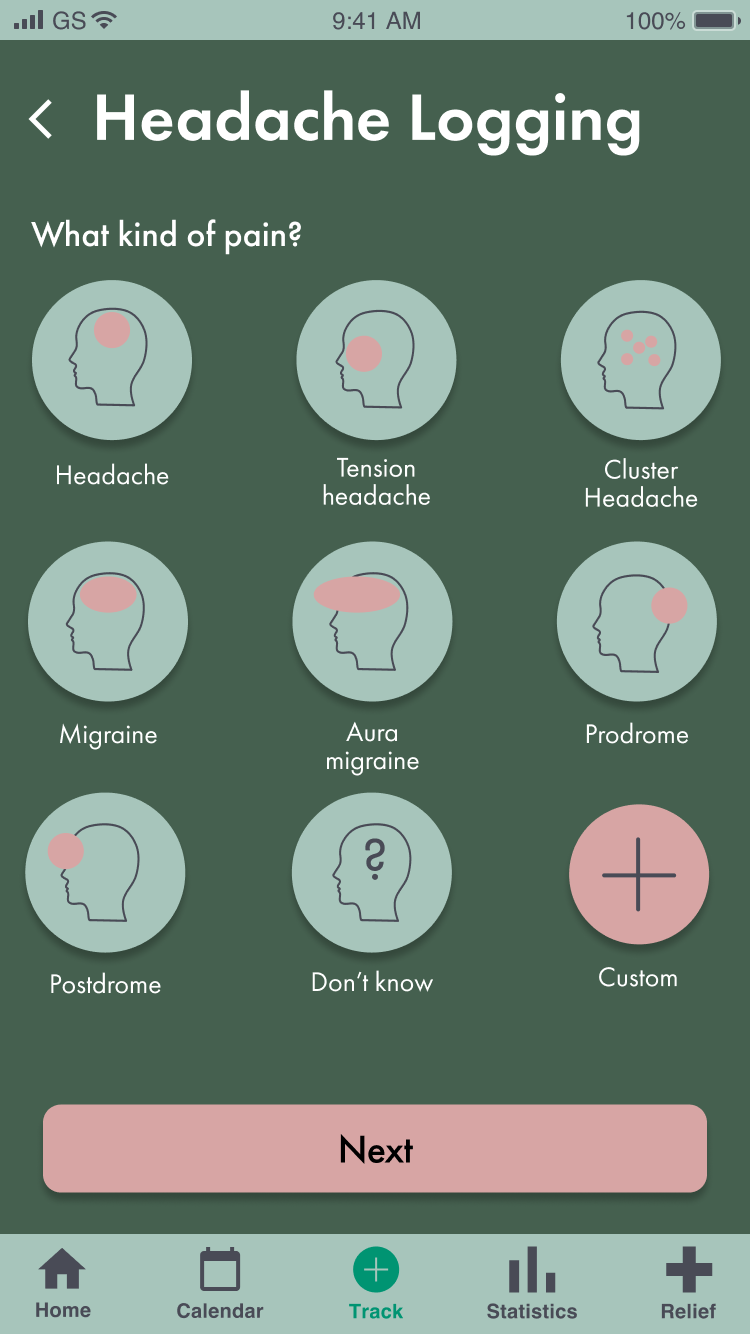 GS 9:41 AM 100%
Headache Logging
What kind of pain?
Headache
Tension
headache
Cluster
Headache
Migraine
Aura
migraine
Prodrome
?
Postdrome
Don't know
Custom
Next
Home Calendar Track Statistics Relief